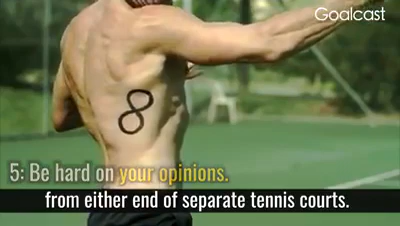 Goalcast
8
5: Be hard on your opinions.
from either end of separate tennis courts.